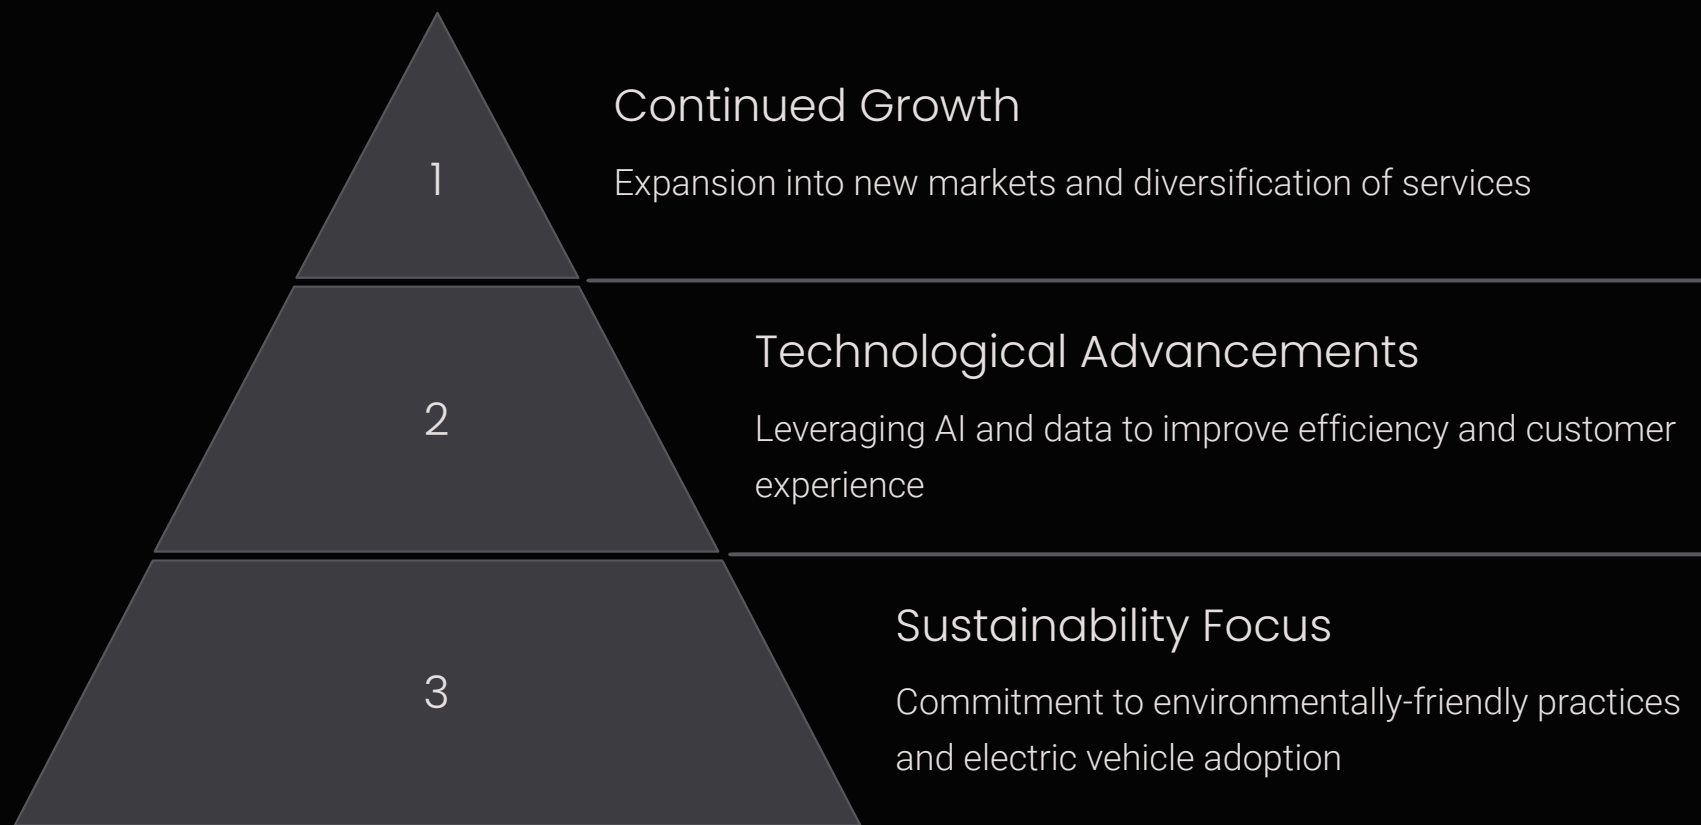 1
Continued Growth
Expansion into new markets and diversification of services
2
Technological Advancements
Leveraging AI and data to improve efficiency and customer
experience
3
Sustainability Focus
Commitment to environmentally-friendly practices
and electric vehicle adoption